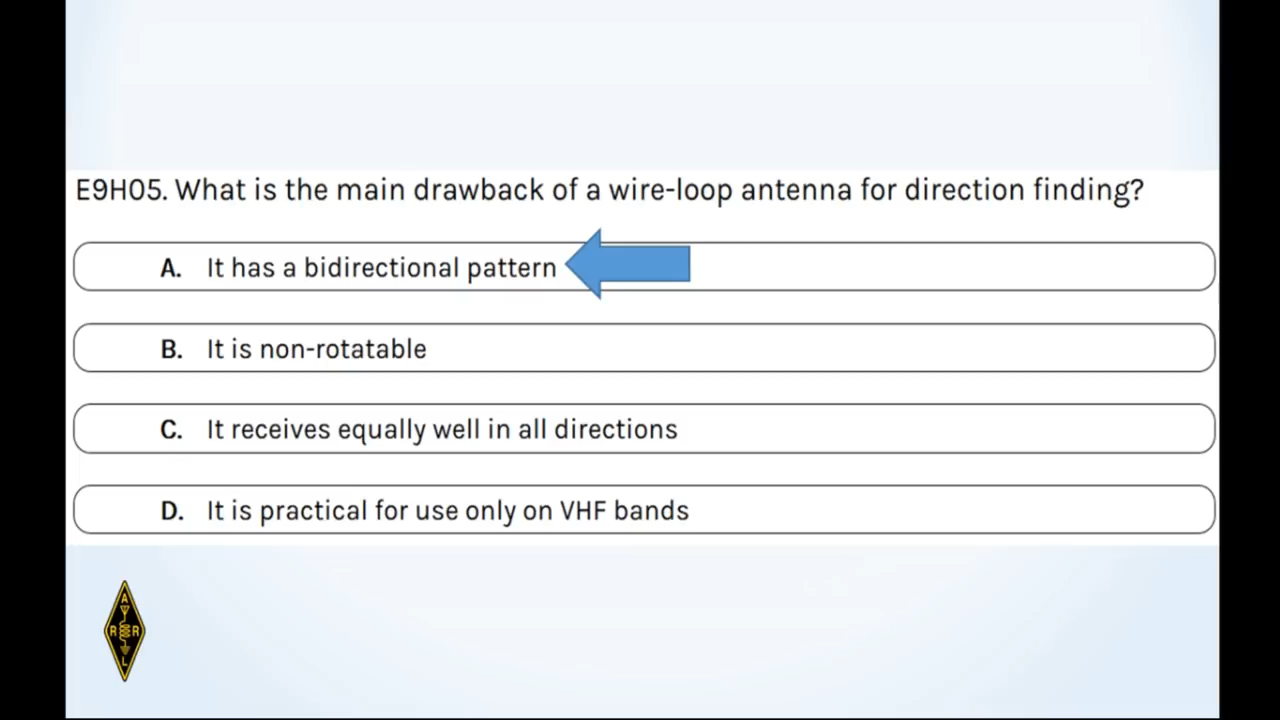 E9H05. What is the main drawback of a wire-loop antenna for direction finding?
A. It has a bidirectional pattern
B. It is non-rotatable
C. It receives equally well in all directions
D. It is practical for use only on VHF bands
A
R R
L